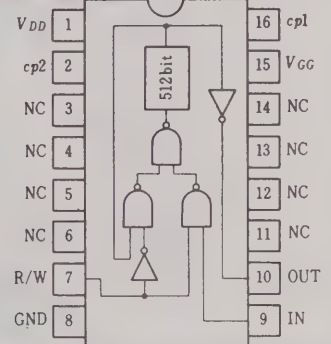 VDD 1 16 cp1
cp2 2 15 VGG
NC 3 14 NC
NC 4 13 NC
NC 5 12 NC
NC 6 11 NC
R/W 7 10 OUT
GND 8 9 IN
512bit